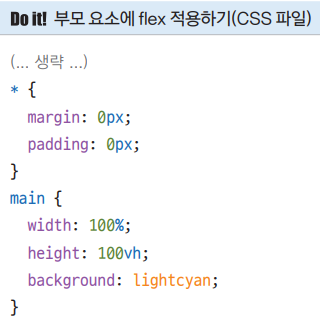 Do it! 부모 요소에 flex 적용하기(CSS 파일)
(... 생략 ...)
* {
  margin: 0px;
  padding: 0px;
}
main {
  width: 100%;
  height: 100vh;
  background: lightcyan;
}